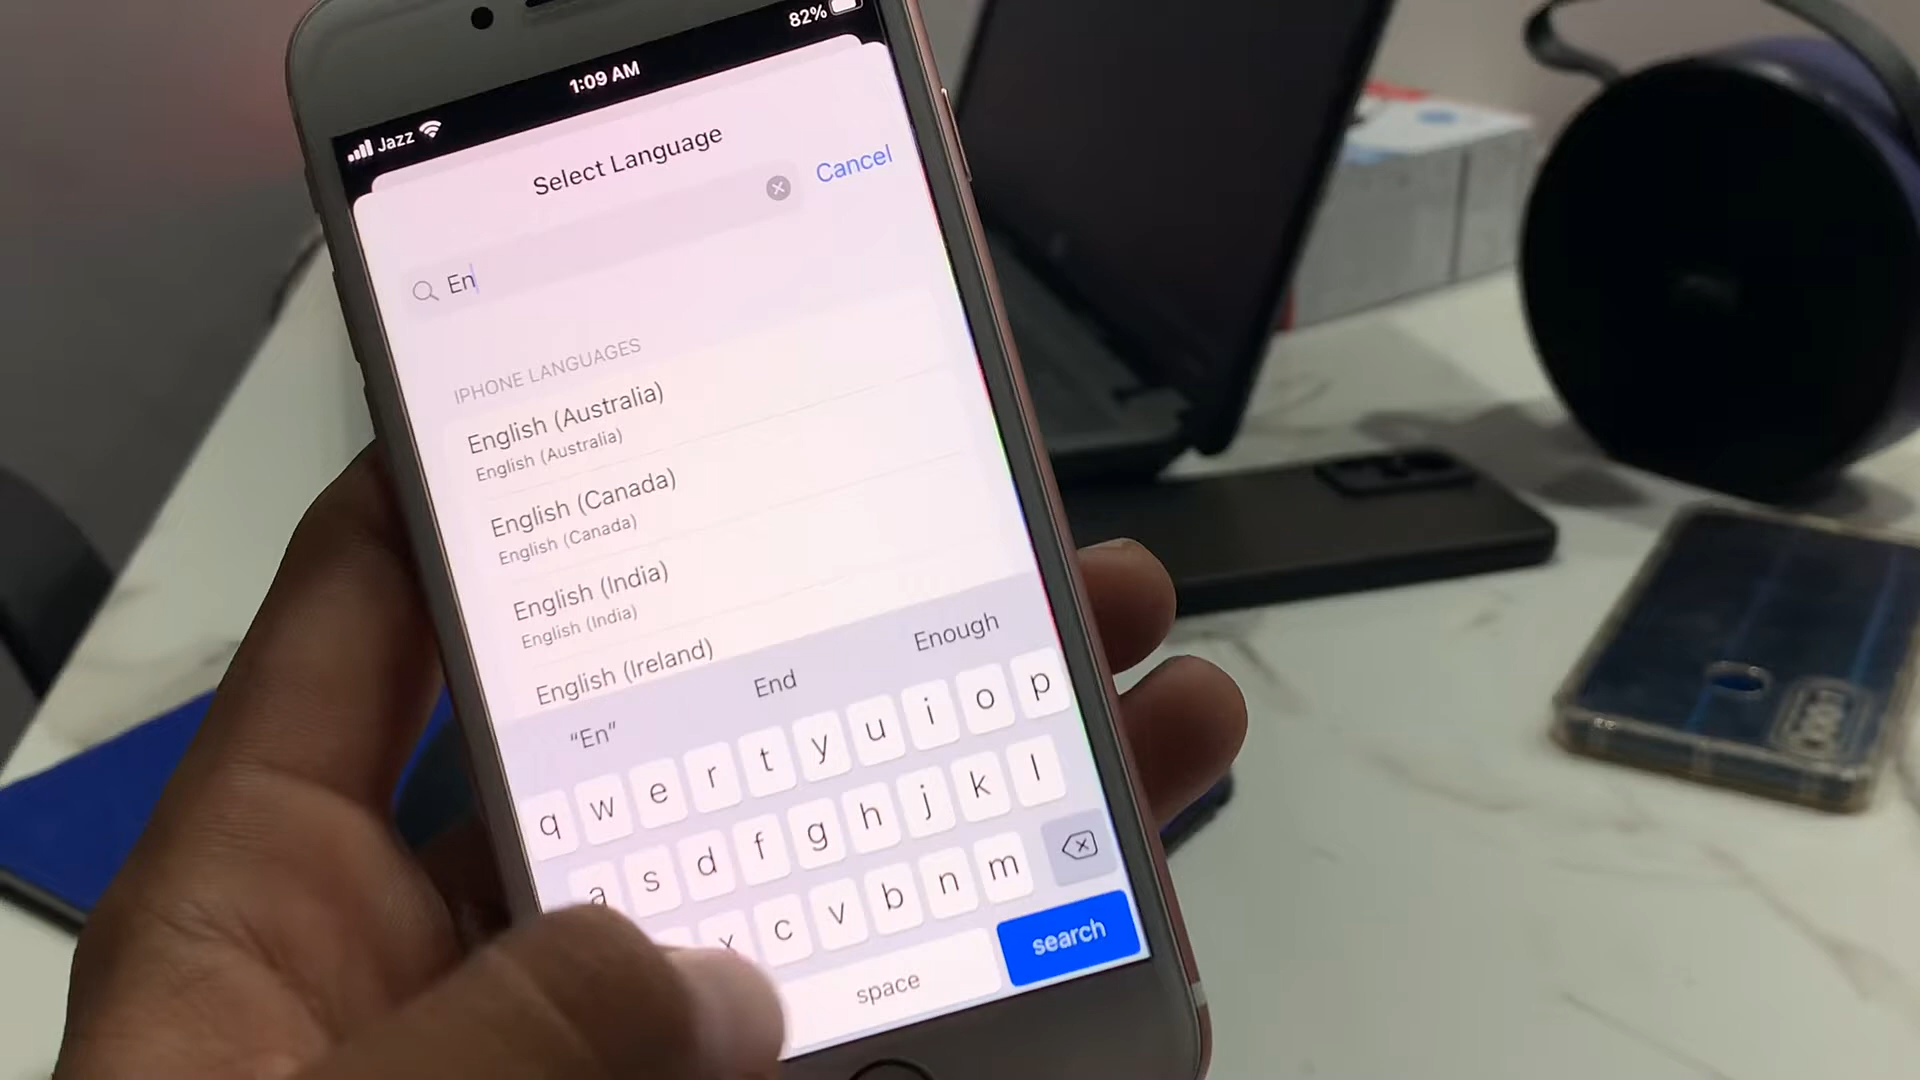 82%
1:09 AM
Jazz
Select Language
Cancel
En
IPHONE LANGUAGES
English (Australia)
English (Australia)
English (Canada)
English (Canada)
English (India)
English (India)
English (Ireland)
“En” End Enough
q w e r t y u i o p
a s d f g h j k l
x c v b n m
space search